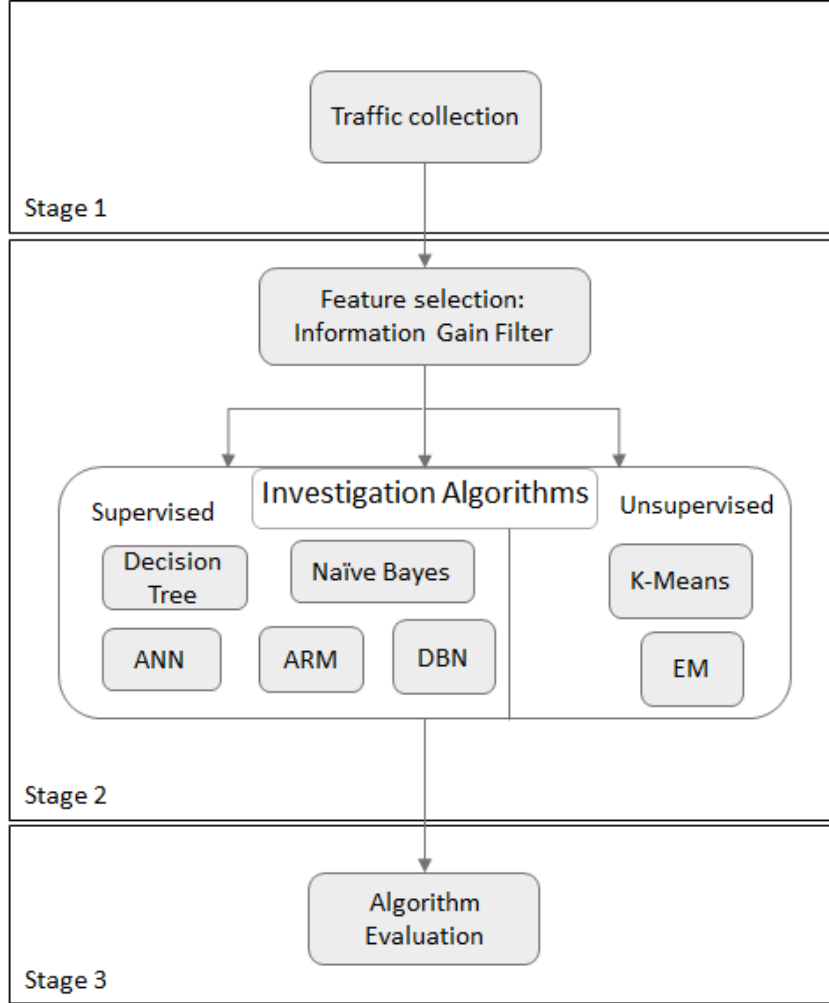 Traffic collection
Stage 1
Feature selection:
Information Gain Filter
Investigation Algorithms
Supervised
Unsupervised
Decision
Tree
Naïve Bayes
K-Means
ANN
ARM
DBN
EM
Stage 2
Algorithm
Evaluation
Stage 3